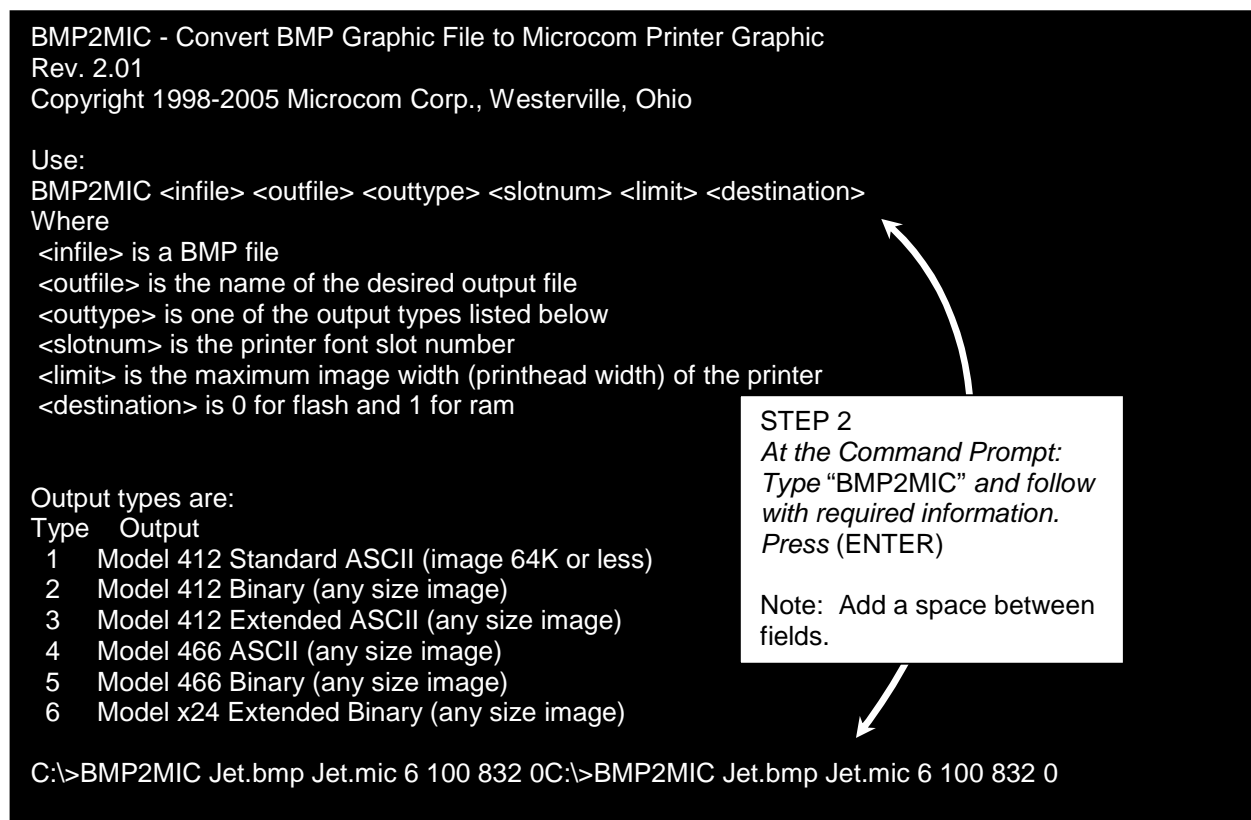 BMP2MIC - Convert BMP Graphic File to Microcom Printer Graphic
Rev. 2.01
Copyright 1998-2005 Microcom Corp., Westerville, Ohio
Use:
BMP2MIC <infile> <outfile> <outtype> <slotnum> <limit> <destination>
Where
<infile> is a BMP file
<outfile> is the name of the desired output file
<outtype> is one of the output types listed below
<slotnum> is the printer font slot number
<limit> is the maximum image width (printhead width) of the printer
<destination> is 0 for flash and 1 for ram
Output types are:
Type Output
1 Model 412 Standard ASCII (image 64K or less)
2 Model 412 Binary (any size image)
3 Model 412 Extended ASCII (any size image)
4 Model 466 ASCII (any size image)
5 Model 466 Binary (any size image)
6 Model x24 Extended Binary (any size image)
C:\>BMP2MIC Jet.bmp Jet.mic 6 100 832 0C:\>BMP2MIC Jet.bmp Jet.mic 6 100 832 0
STEP 2
At the Command Prompt:
Type “BMP2MIC” and follow
with required information.
Press (ENTER)
Note: Add a space between
fields.